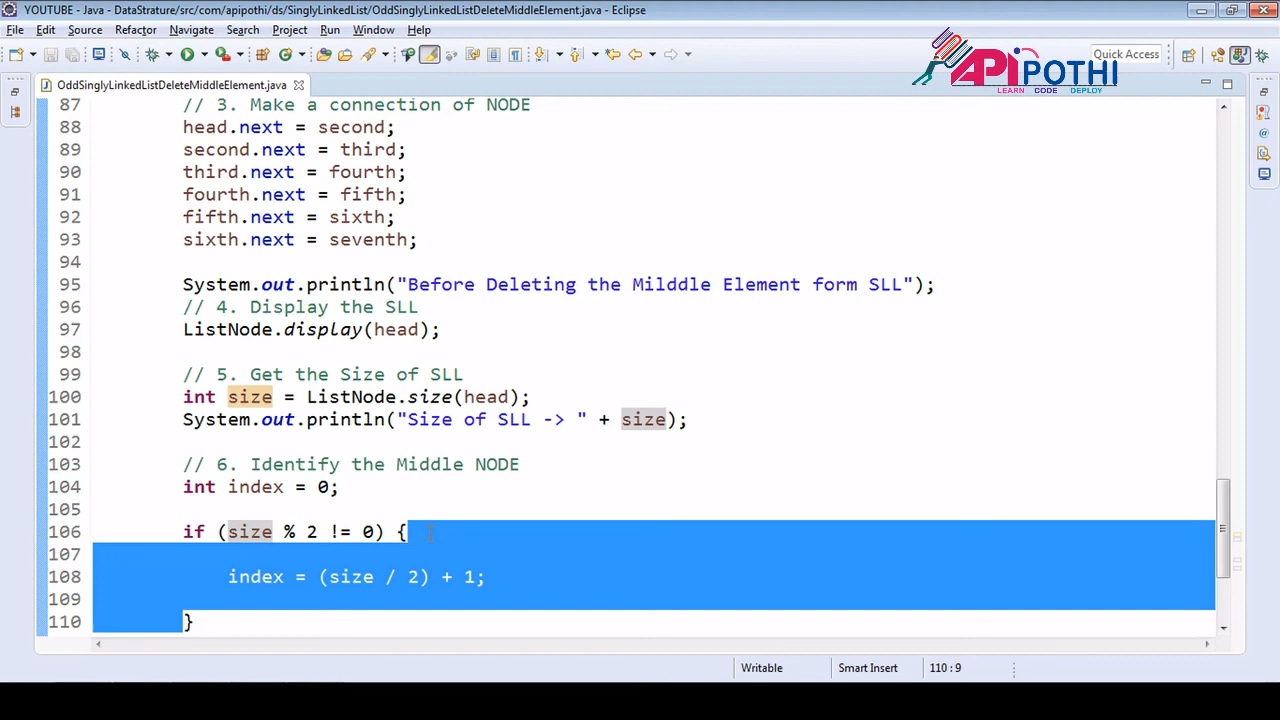 YOUTUBE - Java - DataStrature/src/com/apipothi/ds/SinglyLinkedList/OddSinglyLinkedListDeleteMiddleElement.java - Eclipse
File Edit Source Refactor Navigate Search Project Run Window Help
Quick Access
APIPOTHI
LEARN CODE DEPLOY
OddSinglyLinkedListDeleteMiddleElement.java
87 // 3. Make a connection of NODE
88 head.next = second;
89 second.next = third;
90 third.next = fourth;
91 fourth.next = fifth;
92 fifth.next = sixth;
93 sixth.next = seventh;
94
95 System.out.println("Before Deleting the Milddle Element form SLL");
96 // 4. Display the SLL
97 ListNode.display(head);
98
99 // 5. Get the Size of SLL
100 int size = ListNode.size(head);
101 System.out.println("Size of SLL -> " + size);
102
103 // 6. Identify the Middle NODE
104 int index = 0;
105
106 if (size % 2 != 0) {
107
108 index = (size / 2) + 1;
109
110 }
Writable Smart Insert 110 : 9